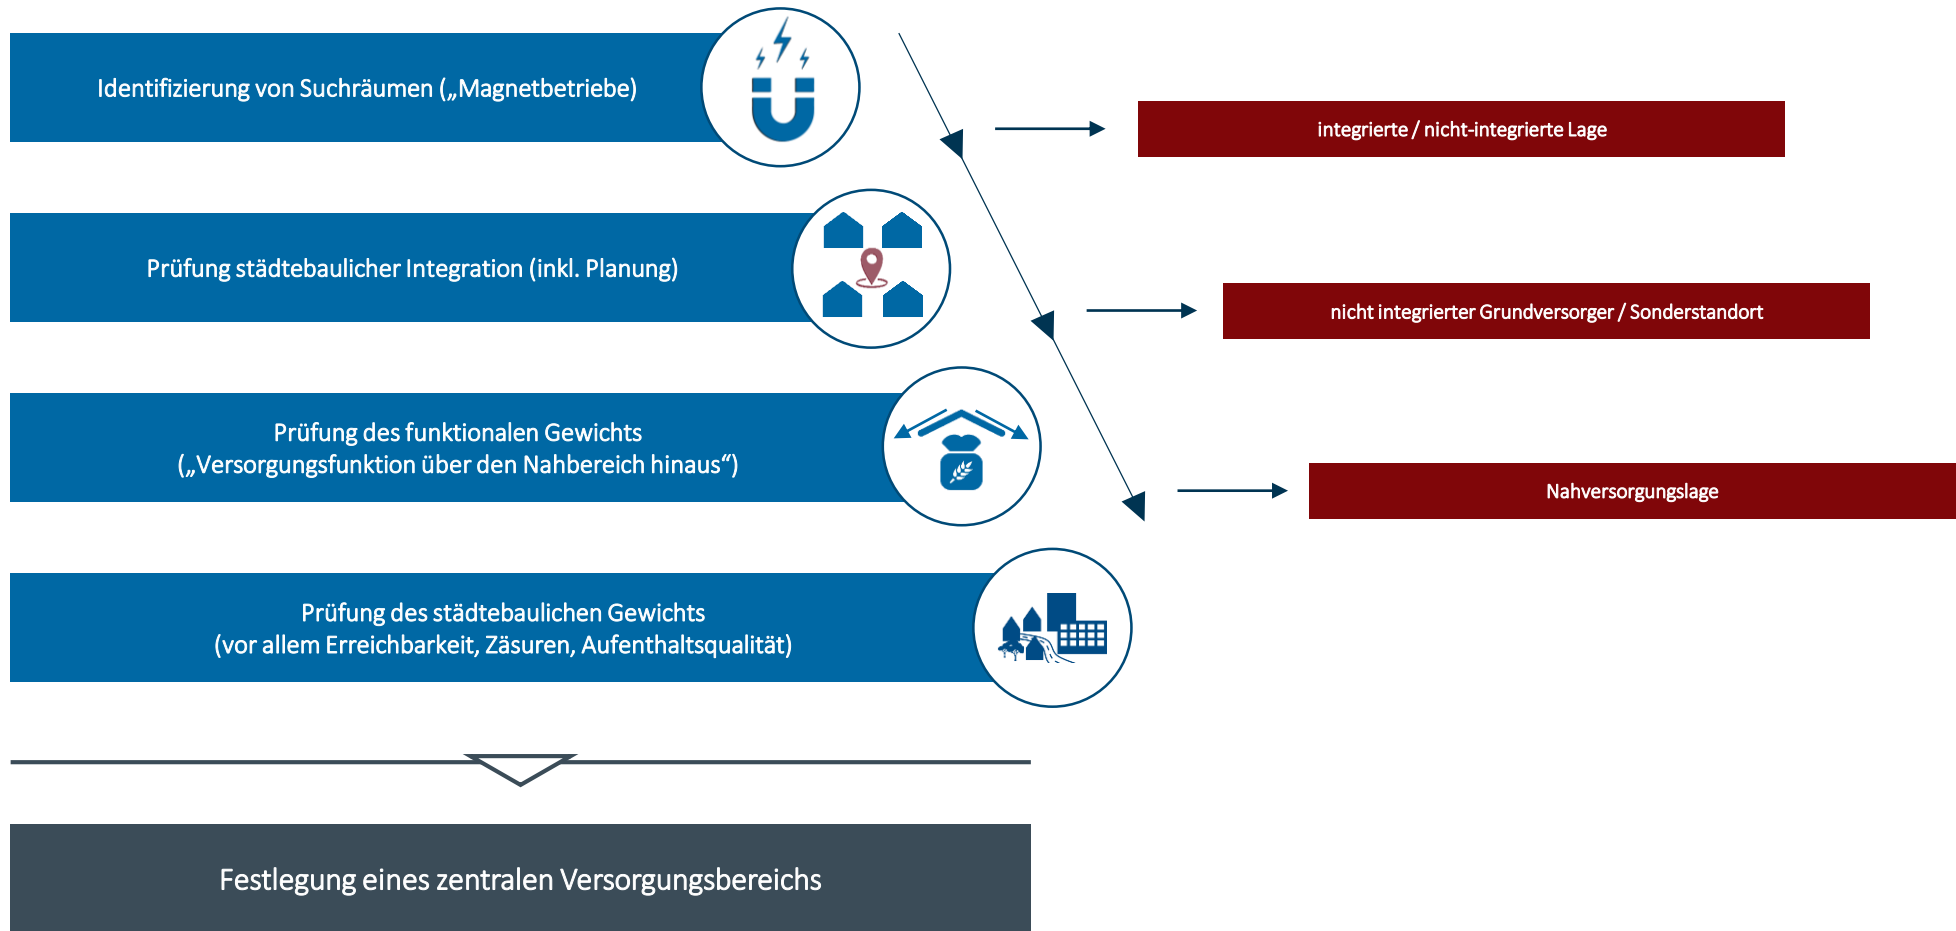 Identifizierung von Suchräumen („Magnetbetriebe)
integrierte / nicht-integrierte Lage
Prüfung städtebaulicher Integration (inkl. Planung)
nicht integrierter Grundversorger / Sonderstandort
Prüfung des funktionalen Gewichts
(„Versorgungsfunktion über den Nahbereich hinaus“)
Nahversorgungslage
Prüfung des städtebaulichen Gewichts
(vor allem Erreichbarkeit, Zäsuren, Aufenthaltsqualität)
Festlegung eines zentralen Versorgungsbereichs